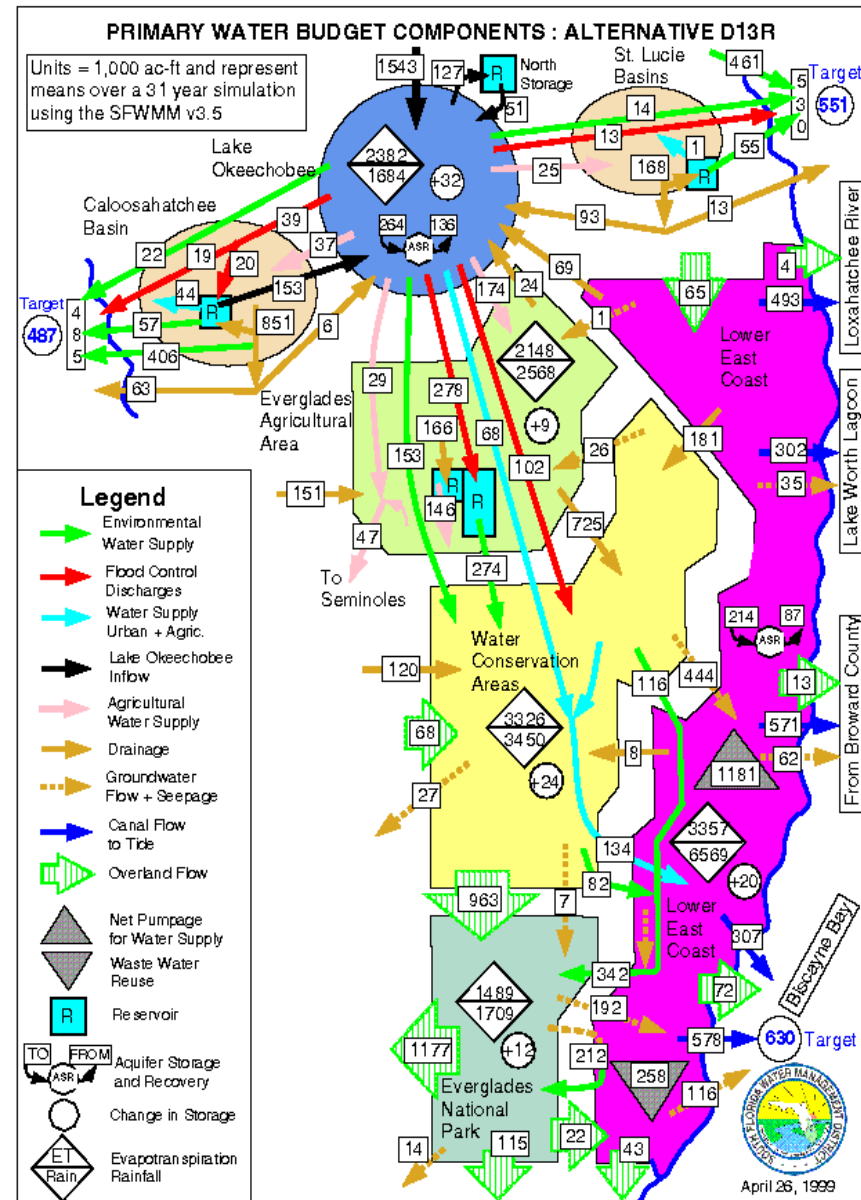 PRIMARY WATER BUDGET COMPONENTS : ALTERNATIVE D13R
Units = 1,000 ac-ft and represent
means over a 31 year simulation
using the SFWMM v3.5
1543
127
R
North
Storage
51
St. Lucie
Basins
461
5
3
0
Target
551
14
13
1
55
25
168
R
93
13
Lake
Okeechobee
2382
1684
+32
264
ASR
136
Caloosahatchee
Basin
22
19
39
37
20
44
R
153
57
851
6
406
63
Target
487
4
8
5
174
24
69
1
65
4
493
Loxahatchee River
Lower
East
Coast
2148
2568
+9
29
278
166
68
153
102
26
181
Everglades
Agricultural
Area
151
R
R
146
725
47
274
To
Seminoles
302
35
Lake Worth Lagoon
214
ASR
87
13
571
62
From Broward County
Water
Conservation
Areas
120
68
27
3326
3450
+24
116
444
8
1181
3357
6569
+20
134
82
7
963
Lower
East
Coast
307
Biscayne Bay
72
342
192
578
630
Target
1489
1709
+12
1177
212
258
116
Everglades
National
Park
14
115
22
43
SOUTH FLORIDA WATER MANAGEMENT DISTRICT
April 26, 1999
Legend
Environmental
Water Supply
Flood Control
Discharges
Water Supply
Urban + Agric.
Lake Okeechobee
Inflow
Agricultural
Water Supply
Drainage
Groundwater
Flow + Seepage
Canal Flow
to Tide
Overland Flow
Net Pumpage
for Water Supply
Waste Water
Reuse
R
Reservoir
TO
FROM
ASR
Aquifer Storage
and Recovery
Change in Storage
ET
Rain
Evapotranspiration
Rainfall